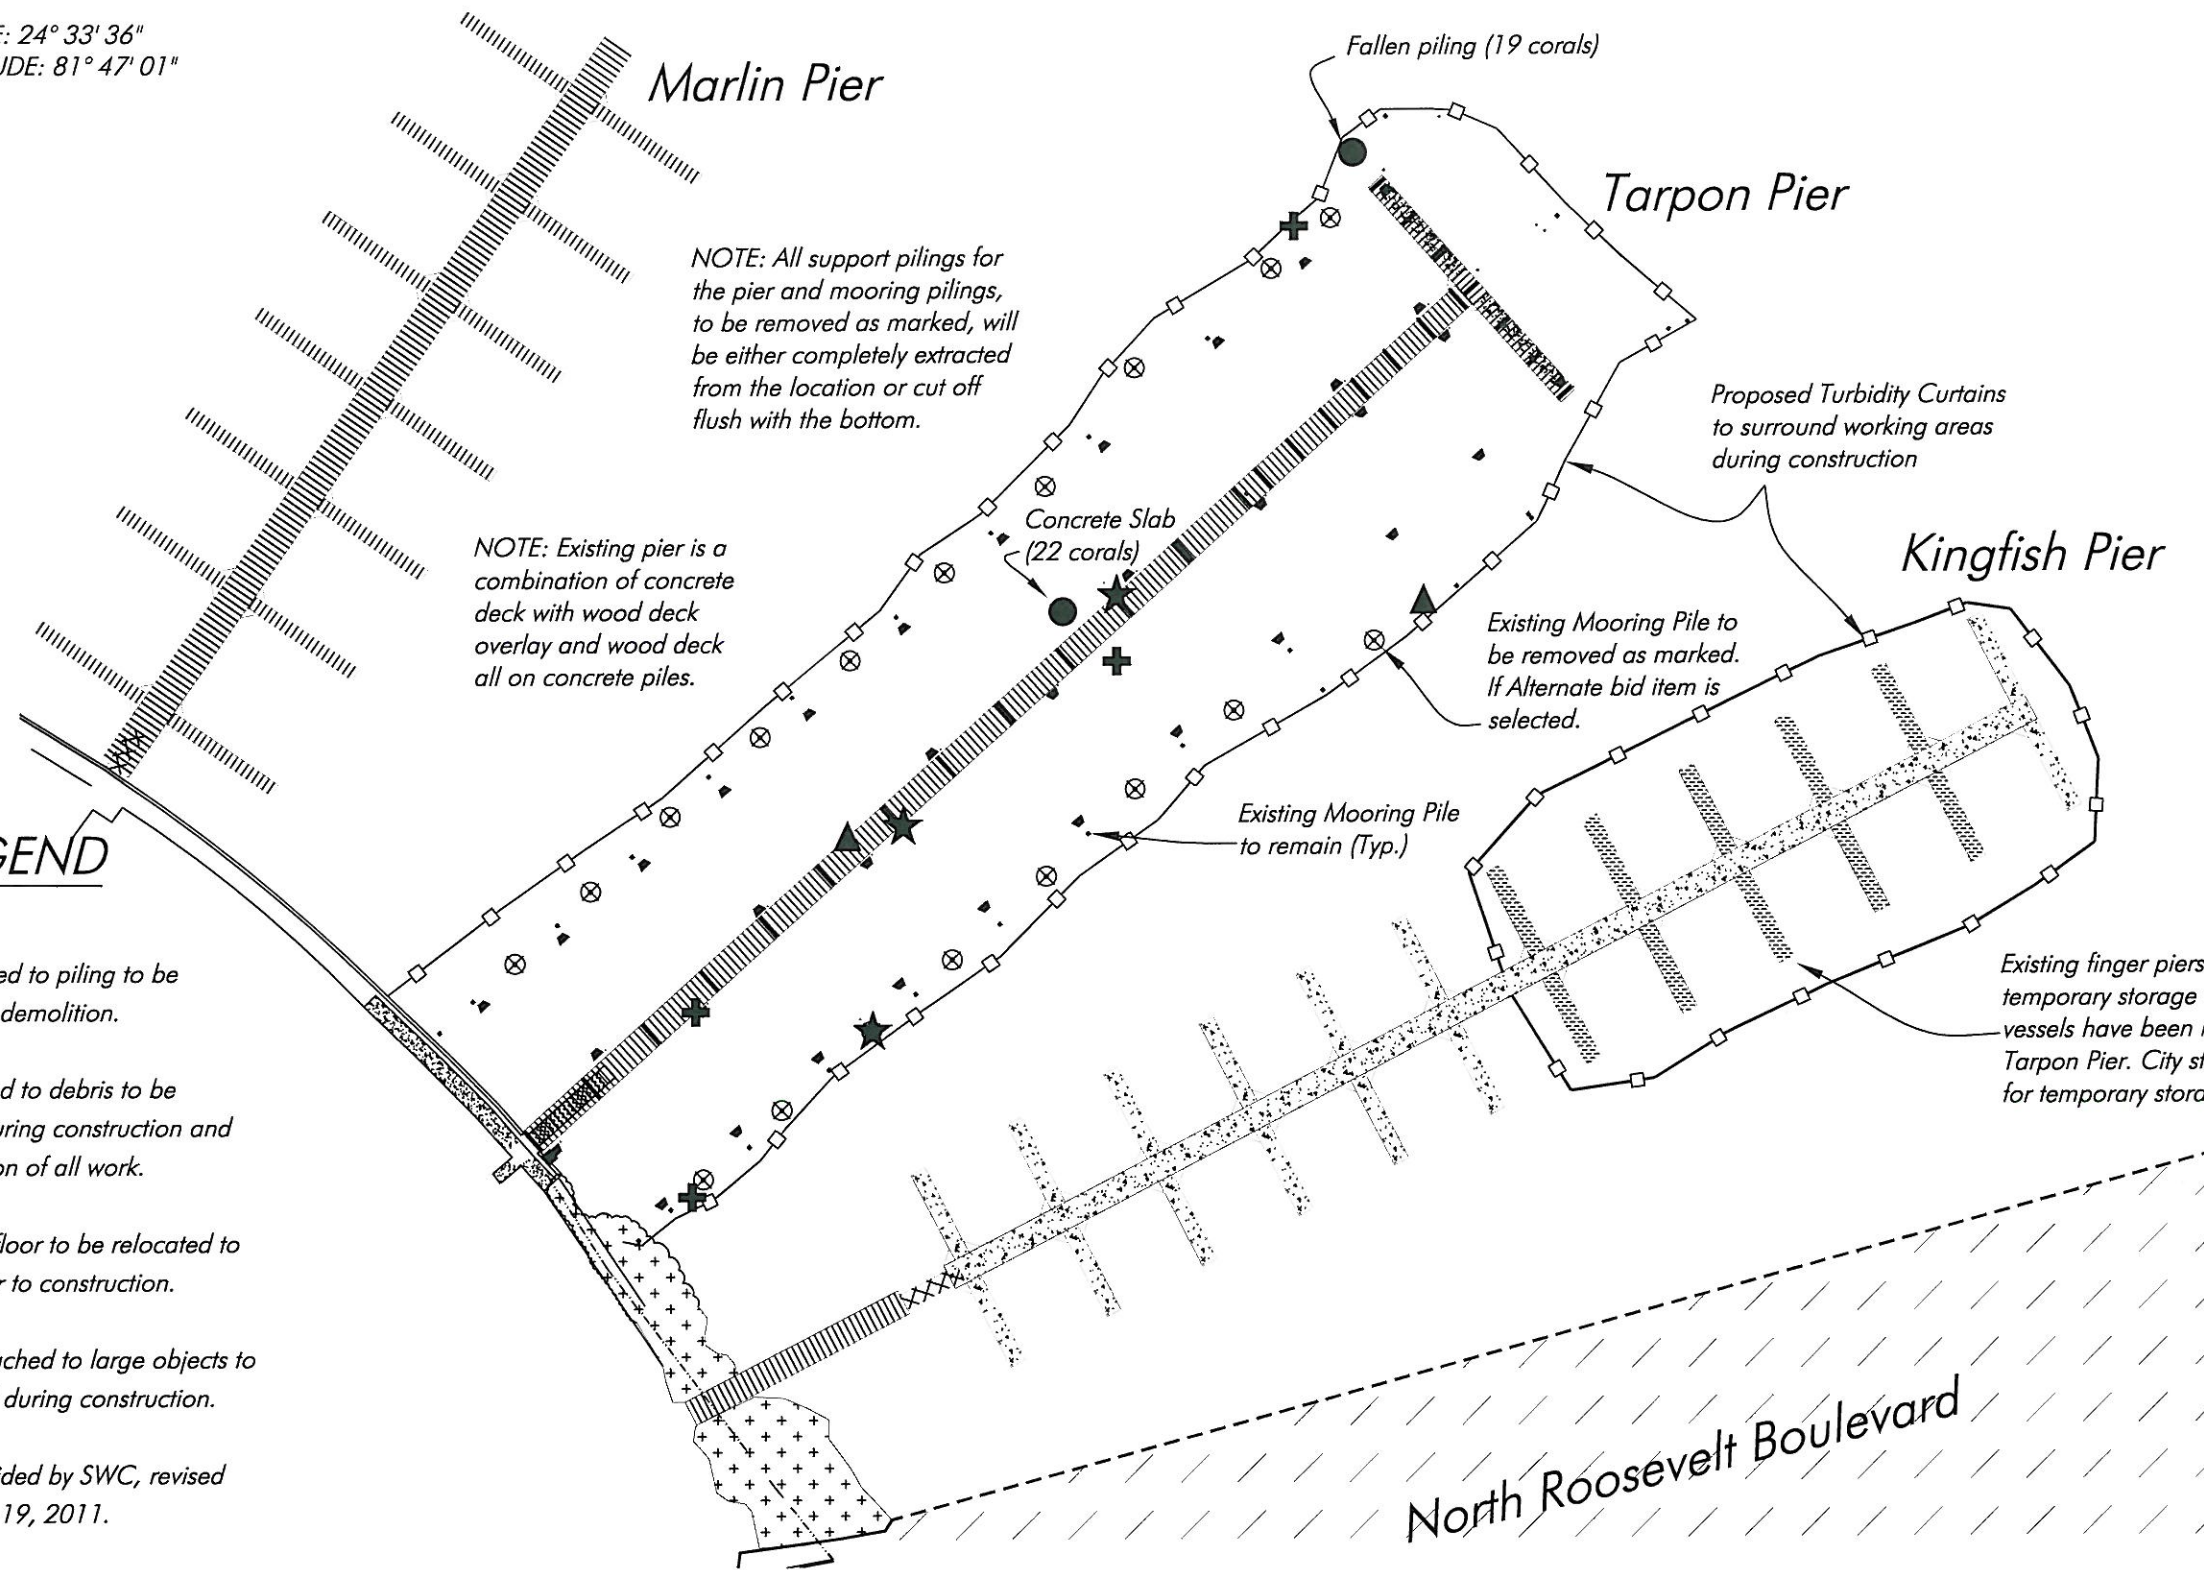 E: 24° 33' 36"
UDE: 81° 47' 01"
Marlin Pier
Fallen piling (19 corals)
Tarpon Pier
NOTE: All support pilings for
the pier and mooring pilings,
to be removed as marked, will
be either completely extracted
from the location or cut off
flush with the bottom.
Proposed Turbidity Curtains
to surround working areas
during construction
Concrete Slab
(22 corals)
NOTE: Existing pier is a
combination of concrete
deck with wood deck
overlay and wood deck
all on concrete piles.
Kingfish Pier
Existing Mooring Pile to
be removed as marked.
If Alternate bid item is
selected.
Existing Mooring Pile
to remain (Typ.)
GEND
ed to piling to be
demolition.
d to debris to be
uring construction and
on of all work.
floor to be relocated to
r to construction.
ached to large objects to
during construction.
ided by SWC, revised
19, 2011.
Existing finger piers
temporary storage
vessels have been
Tarpon Pier. City st
for temporary stora
North Roosevelt Boulevard